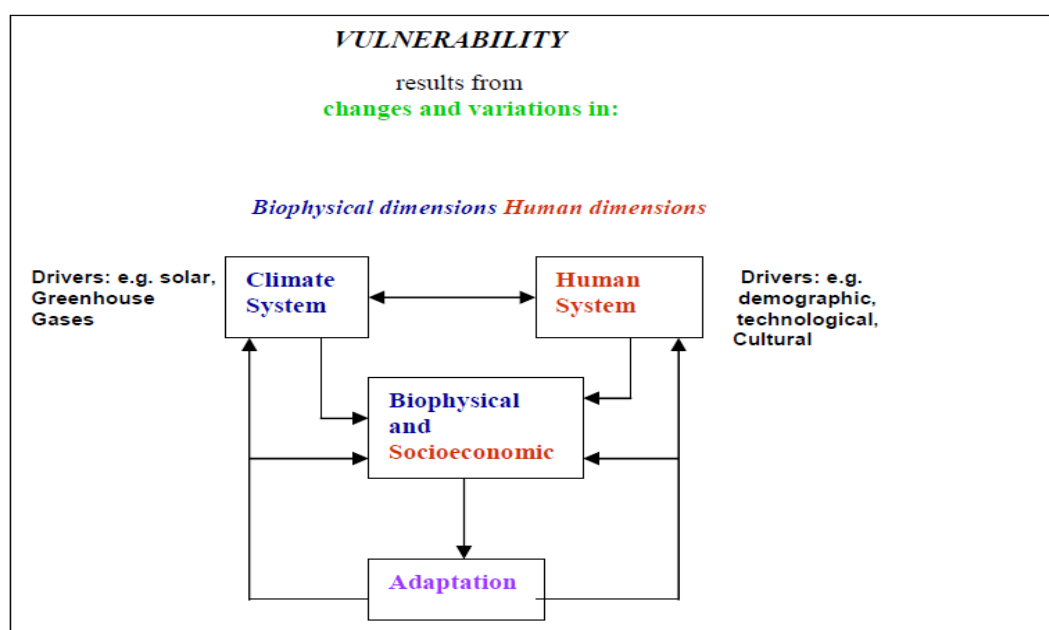 VULNERABILITY
results from
changes and variations in:
Biophysical dimensions Human dimensions
Drivers: e.g. solar,
Greenhouse
Gases
Climate
System
Human
System
Drivers: e.g.
demographic,
technological,
Cultural
Biophysical
and
Socioeconomic
Adaptation